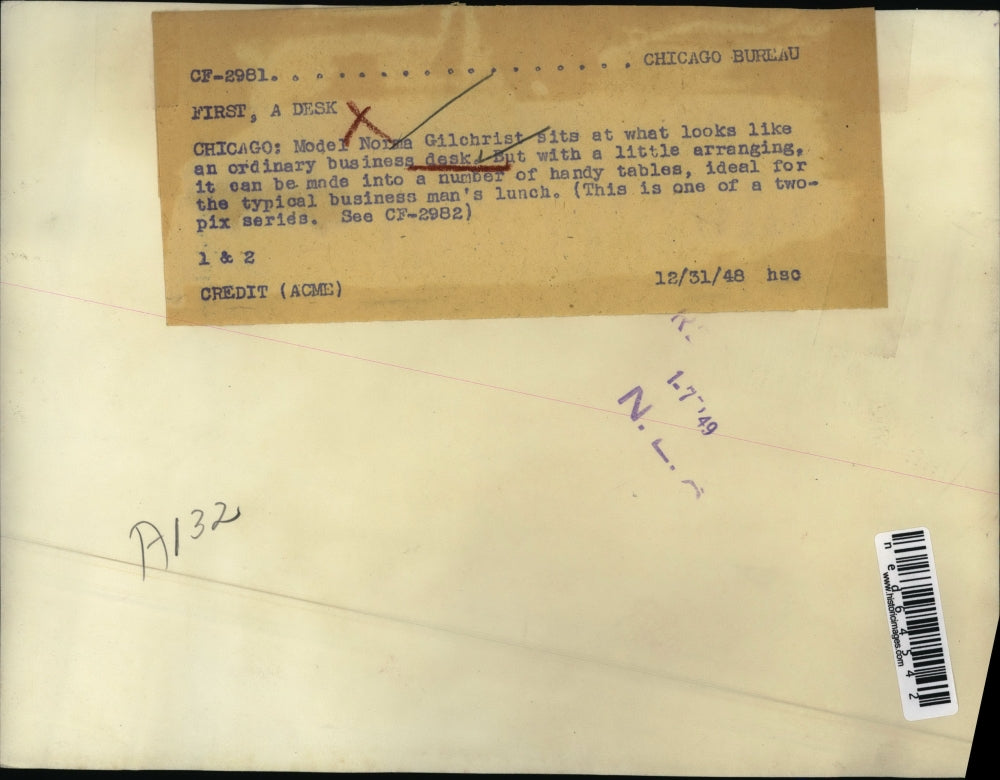 CF-2981. . . . . . . . . . . . . . . . . . CHICAGO BUREAU
FIRST, A DESK
CHICAGO: Model Norma Gilchrist sits at what looks like
an ordinary business desk. But with a little arranging,
it can be made into a number of handy tables, ideal for
the typical business man's lunch. (This is one of a two-
pix series. See CF-2982)
1 & 2
CREDIT (ACME) 12/31/48 hsc
1-7-'49
N.
A132
ned64542
www.historicimages.com